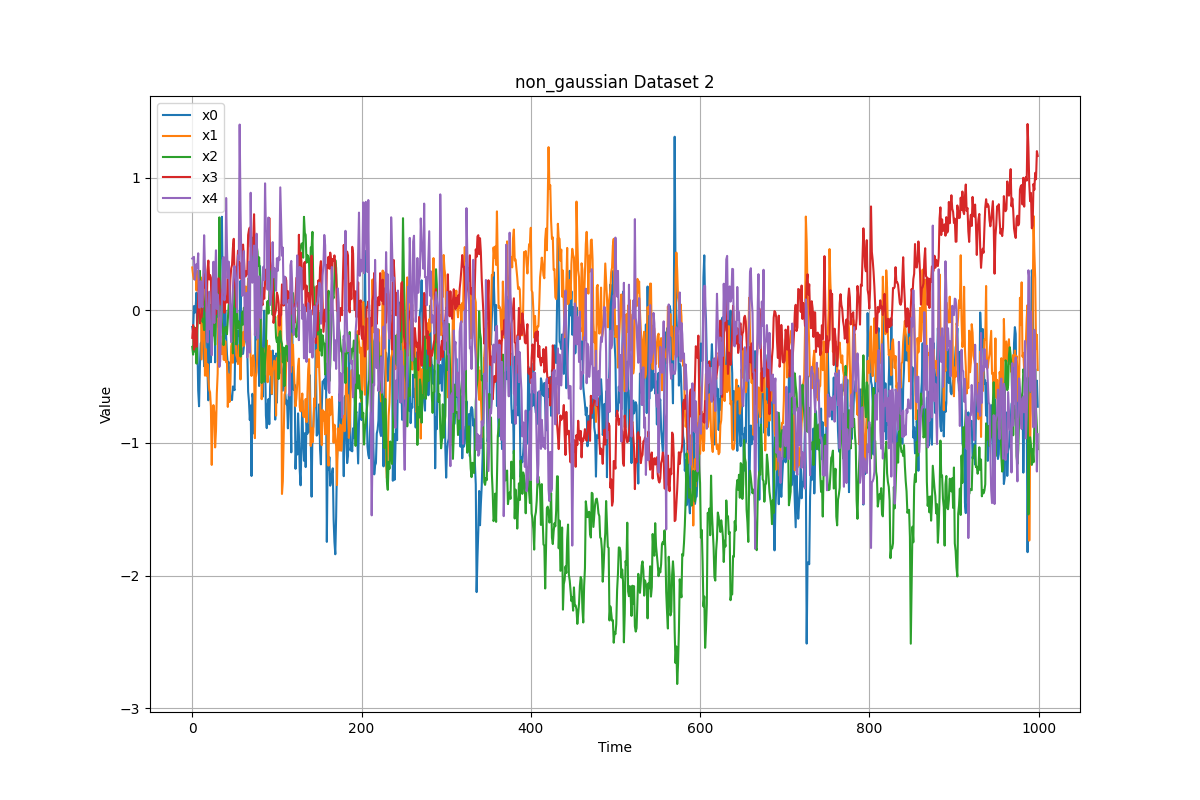 non_gaussian Dataset 2
x0
x1
x2
x3
x4
Value
1
0
−1
−2
−3
0 200 400 600 800 1000
Time